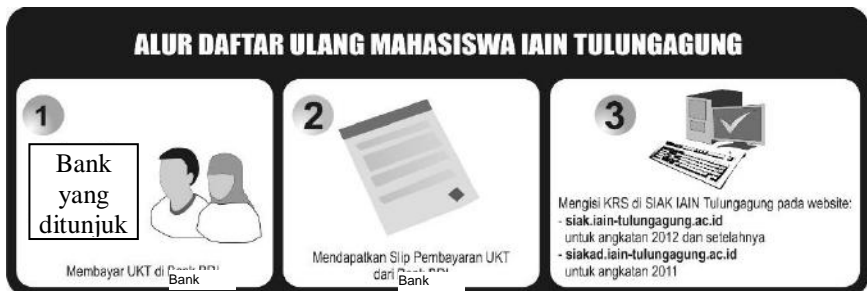 ALUR DAFTAR ULANG MAHASISWA IAIN TULUNGAGUNG
1
Bank
yang
ditunjuk
Membayar UKT di
Bank
2
Mendapatkan Slip Pembayaran UKT
dari
Bank
3
Mengisi KRS di SIAK IAIN Tulungagung pada website:
- siak.iain-tulungagung.ac.id
untuk angkatan 2012 dan setelahnya
- siakad.iain-tulungagung.ac.id
untuk angkatan 2011